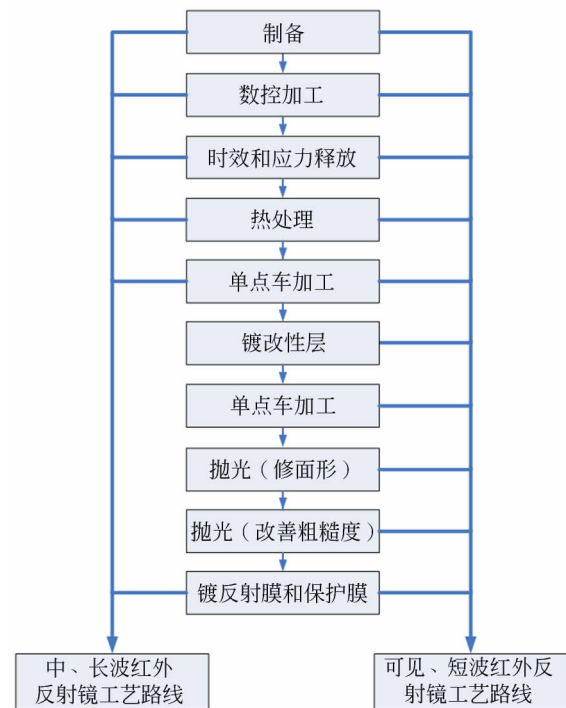 制备
数控加工
时效和应力释放
热处理
单点车加工
镀改性层
单点车加工
抛光（修面形）
抛光（改善粗糙度）
镀反射膜和保护膜
中、长波红外
反射镜工艺路线
可见、短波红外反
射镜工艺路线